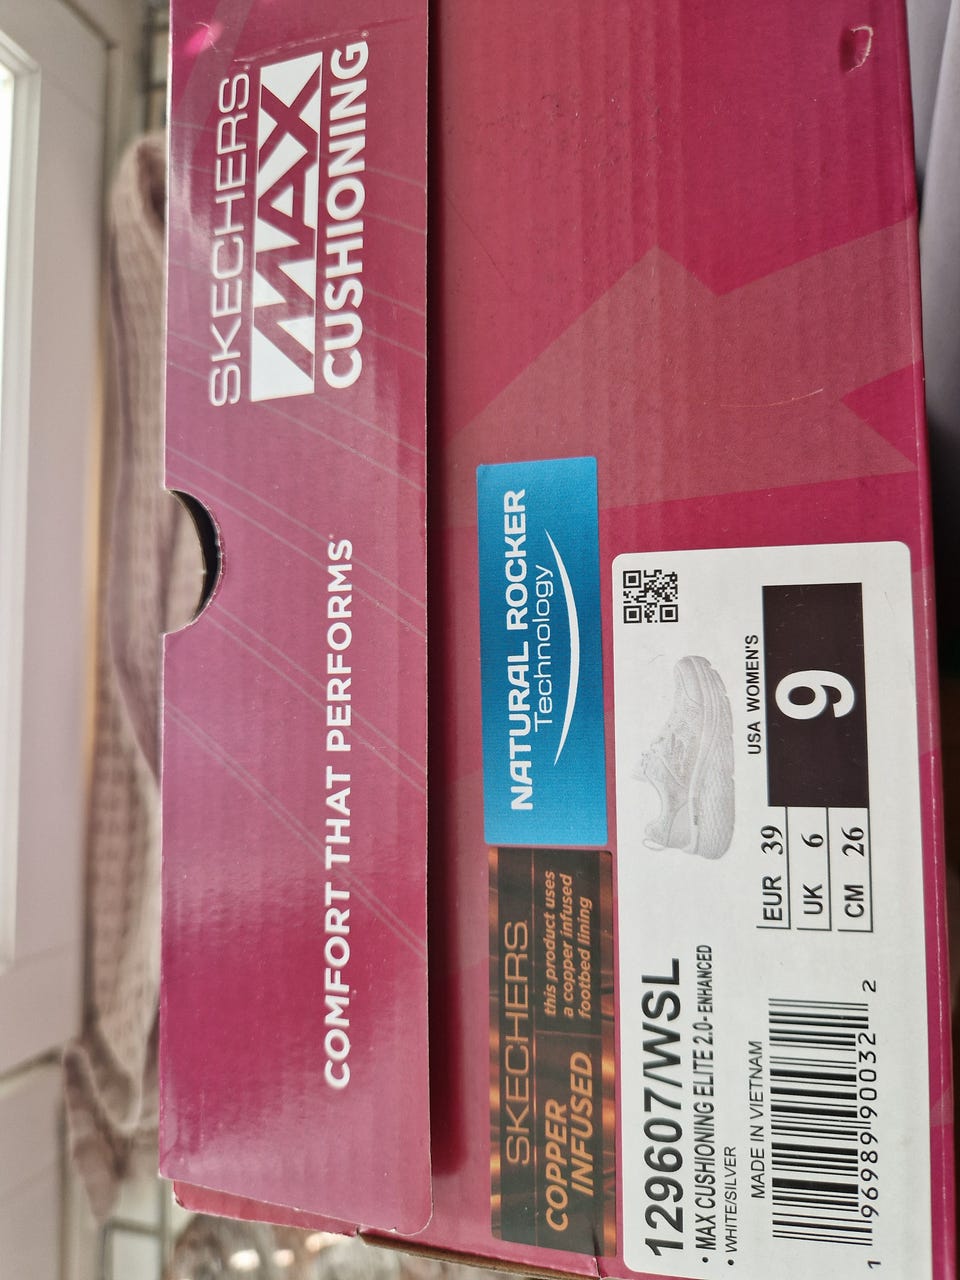 SKECHERS
MAX
CUSHIONING
COMFORT THAT PERFORMS
NATURAL ROCKER
Technology
SKECHERS
COPPER
INFUSED
this product uses
a copper infused
footbed lining
129607/WSL
• MAX CUSHIONING ELITE 2.0- ENHANCED
• WHITE/SILVER
MADE IN VIETNAM
1 96989 90032 2
USA WOMEN'S
9
EUR 39
UK 6
CM 26